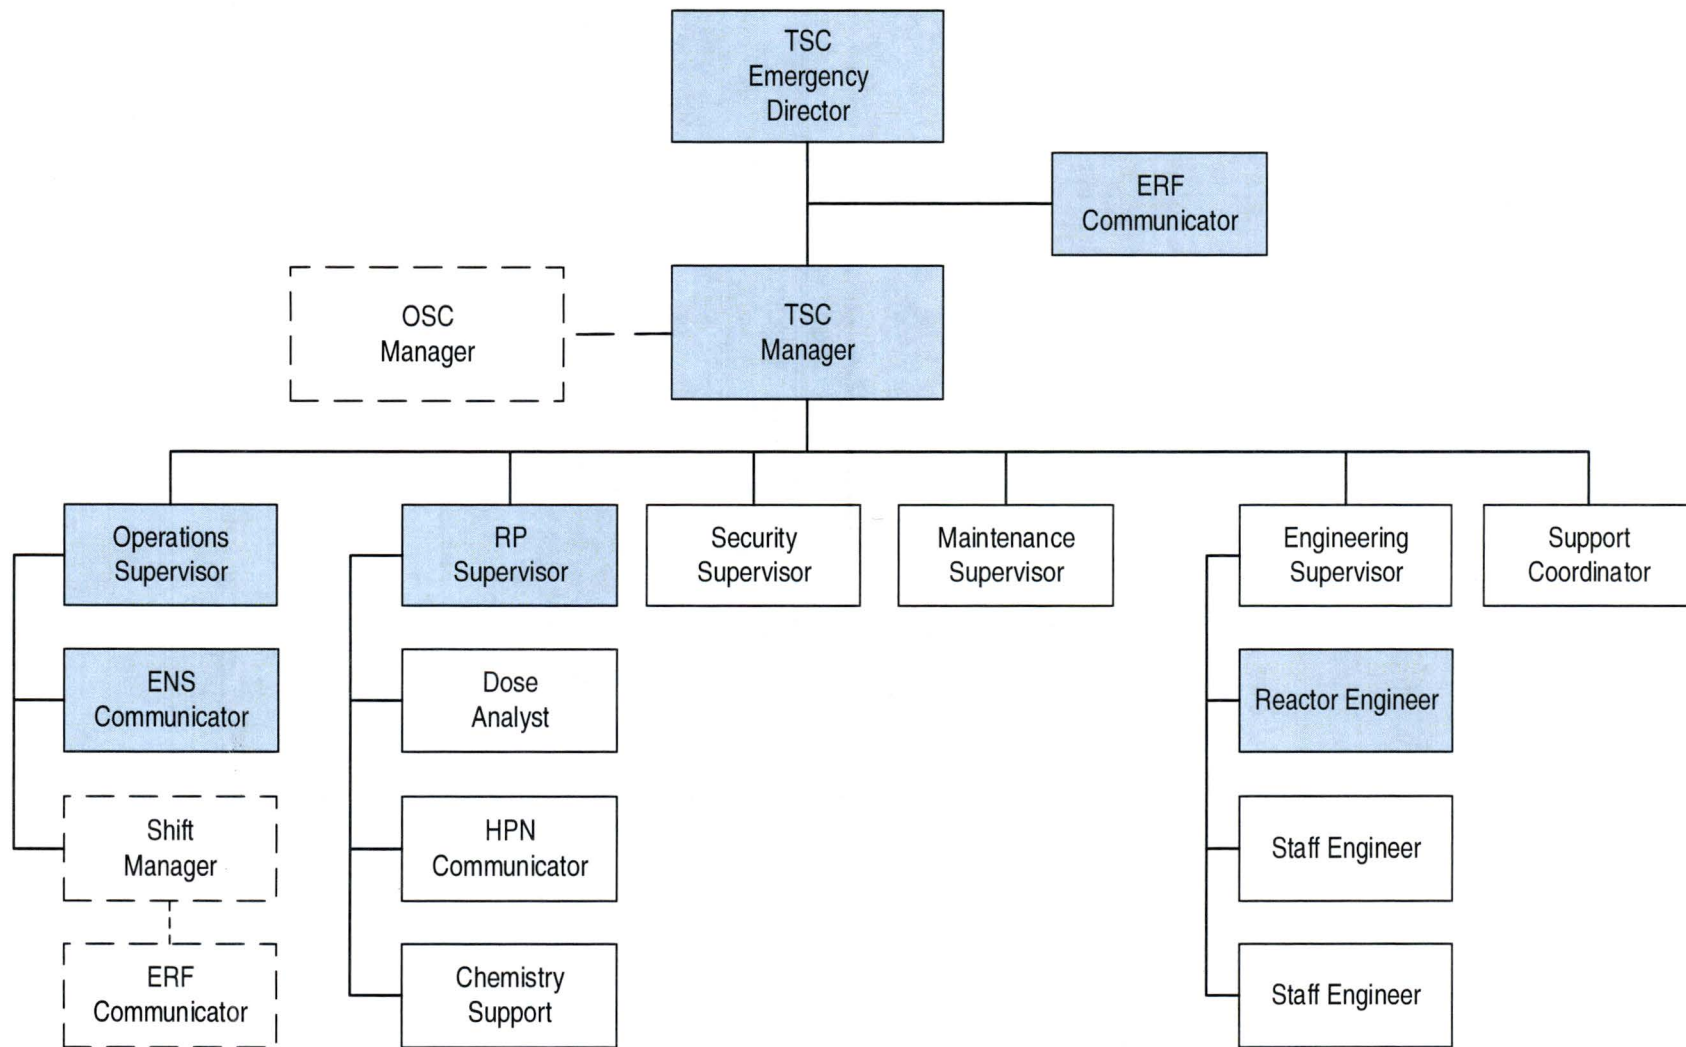 TSC
Emergency
Director
ERF
Communicator
OSC
Manager
TSC
Manager
Operations
Supervisor
RP
Supervisor
Security
Supervisor
Maintenance
Supervisor
Engineering
Supervisor
Support
Coordinator
ENS
Communicator
Dose
Analyst
Reactor Engineer
Shift
Manager
HPN
Communicator
Staff Engineer
ERF
Communicator
Chemistry
Support
Staff Engineer